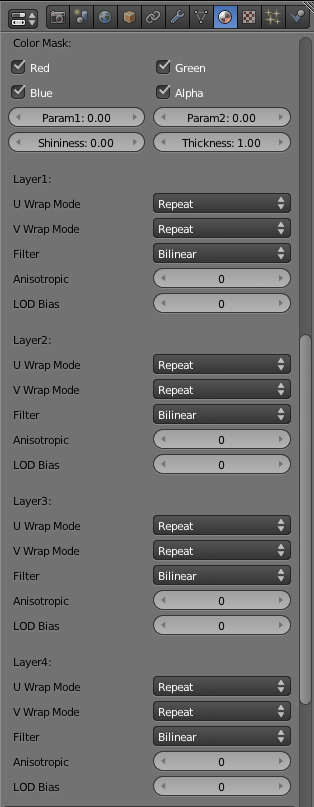 Color Mask:
Red Green
Blue Alpha
Param1: 0.00 Param2: 0.00
Shininess: 0.00 Thickness: 1.00
Layer1:
U Wrap Mode Repeat
V Wrap Mode Repeat
Filter Bilinear
Anisotropic 0
LOD Bias 0
Layer2:
U Wrap Mode Repeat
V Wrap Mode Repeat
Filter Bilinear
Anisotropic 0
LOD Bias 0
Layer3:
U Wrap Mode Repeat
V Wrap Mode Repeat
Filter Bilinear
Anisotropic 0
LOD Bias 0
Layer4:
U Wrap Mode Repeat
V Wrap Mode Repeat
Filter Bilinear
Anisotropic 0
LOD Bias 0